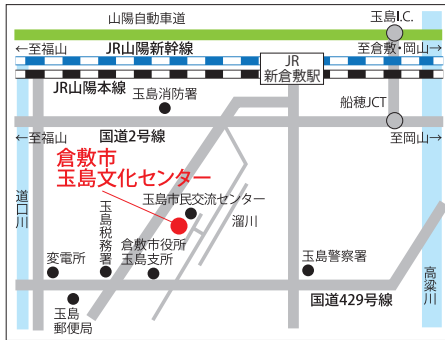 山陽自動車道
玉島I.C.
←至福山
JR山陽新幹線
至倉敷・岡山→
JR
新倉敷駅
JR山陽本線
玉島消防署
船穂JCT
←至福山
国道2号線
至岡山→
倉敷市
玉島文化センター
玉島市民交流センター
溜川
道口川
玉島税務署
倉敷市役所
玉島支所
変電所
玉島警察署
高梁川
国道429号線
玉島
郵便局